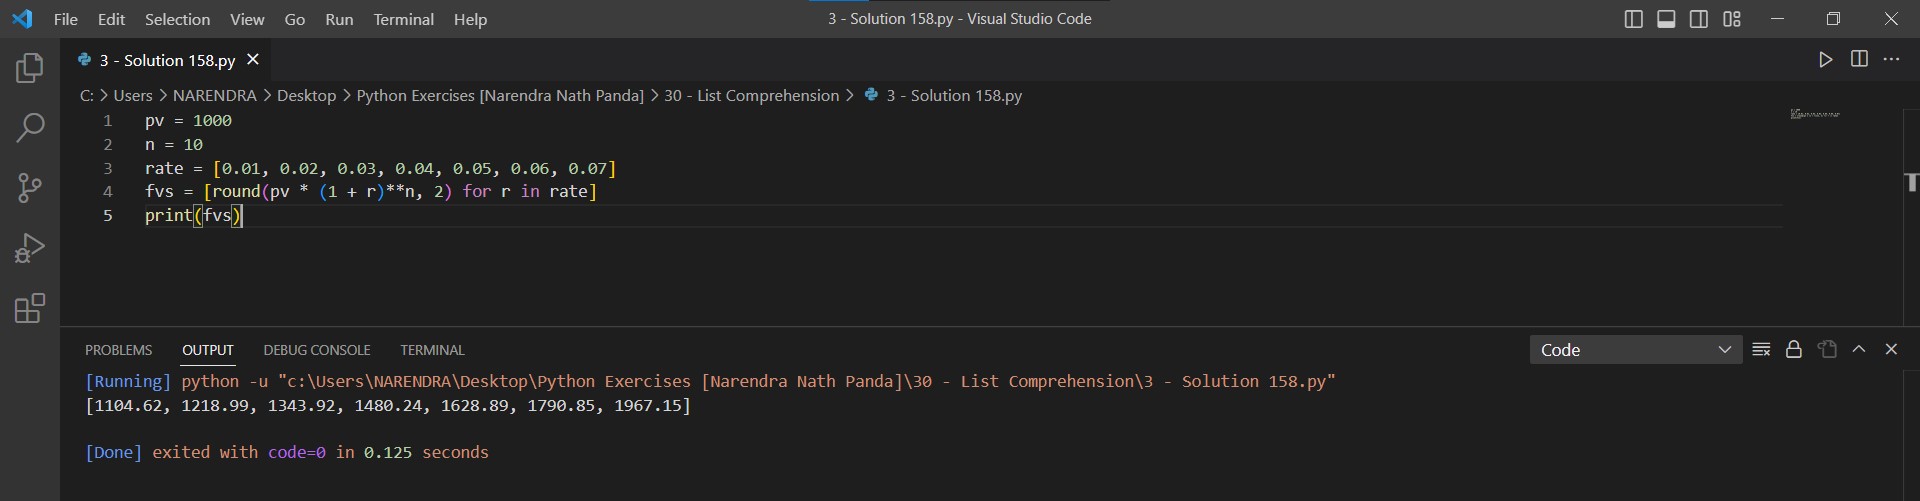 File Edit Selection View Go Run Terminal Help 3 - Solution 158.py - Visual Studio Code
3 - Solution 158.py
C: > Users > NARENDRA > Desktop > Python Exercises [Narendra Nath Panda] > 30 - List Comprehension > 3 - Solution 158.py
1 pv = 1000
2 n = 10
3 rate = [0.01, 0.02, 0.03, 0.04, 0.05, 0.06, 0.07]
4 fvs = [round(pv * (1 + r)**n, 2) for r in rate]
5 print(fvs)
PROBLEMS OUTPUT DEBUG CONSOLE TERMINAL Code
[Running] python -u "c:\Users\NARENDRA\Desktop\Python Exercises [Narendra Nath Panda]\30 - List Comprehension\3 - Solution 158.py"
[1104.62, 1218.99, 1343.92, 1480.24, 1628.89, 1790.85, 1967.15]
[Done] exited with code=0 in 0.125 seconds